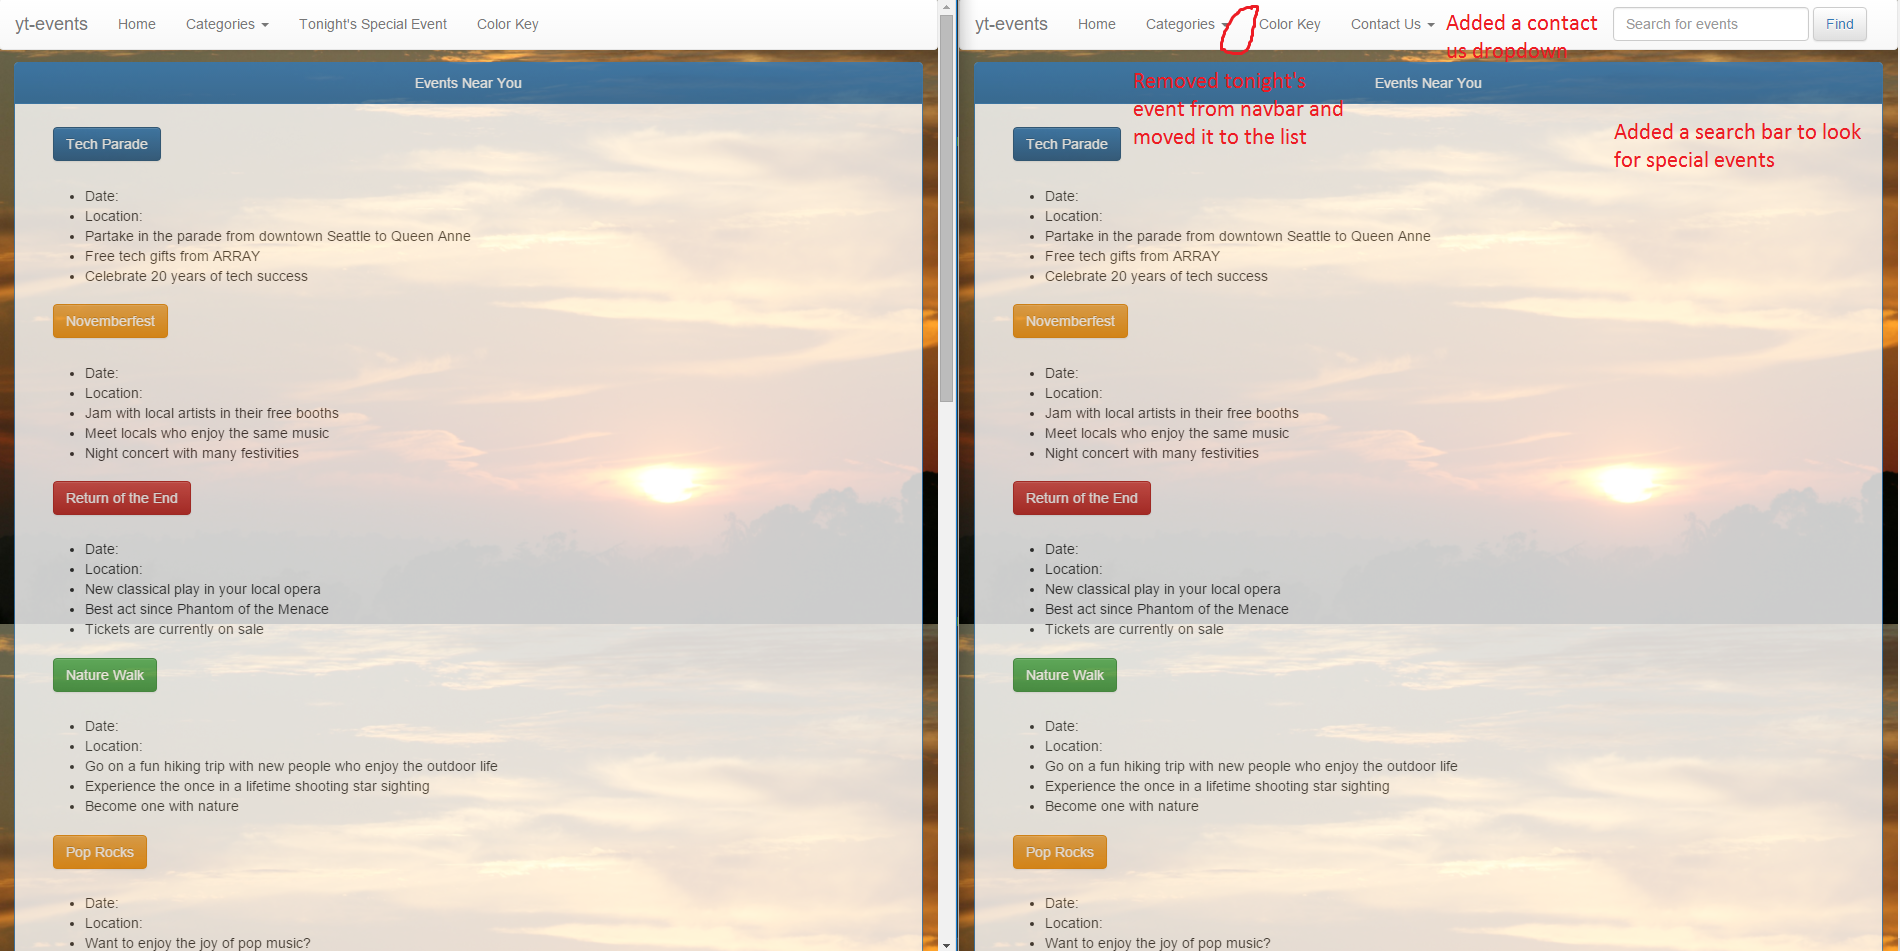 yt-events Home Categories Tonight's Special Event Color Key
Events Near You
Tech Parade
Date:
Location:
Partake in the parade from downtown Seattle to Queen Anne
Free tech gifts from ARRAY
Celebrate 20 years of tech success
Novemberfest
Date:
Location:
Jam with local artists in their free booths
Meet locals who enjoy the same music
Night concert with many festivities
Return of the End
Date:
Location:
New classical play in your local opera
Best act since Phantom of the Menace
Tickets are currently on sale
Nature Walk
Date:
Location:
Go on a fun hiking trip with new people who enjoy the outdoor life
Experience the once in a lifetime shooting star sighting
Become one with nature
Pop Rocks
Date:
Location:
Want to enjoy the joy of pop music?
yt-events Home Categories Color Key Contact Us Search for events Find
Added a contact
us dropdown
Events Near You
Removed tonight's
event from navbar and
moved it to the list
Added a search bar to look
for special events
Tech Parade
Date:
Location:
Partake in the parade from downtown Seattle to Queen Anne
Free tech gifts from ARRAY
Celebrate 20 years of tech success
Novemberfest
Date:
Location:
Jam with local artists in their free booths
Meet locals who enjoy the same music
Night concert with many festivities
Return of the End
Date:
Location:
New classical play in your local opera
Best act since Phantom of the Menace
Tickets are currently on sale
Nature Walk
Date:
Location:
Go on a fun hiking trip with new people who enjoy the outdoor life
Experience the once in a lifetime shooting star sighting
Become one with nature
Pop Rocks
Date:
Location:
Want to enjoy the joy of pop music?